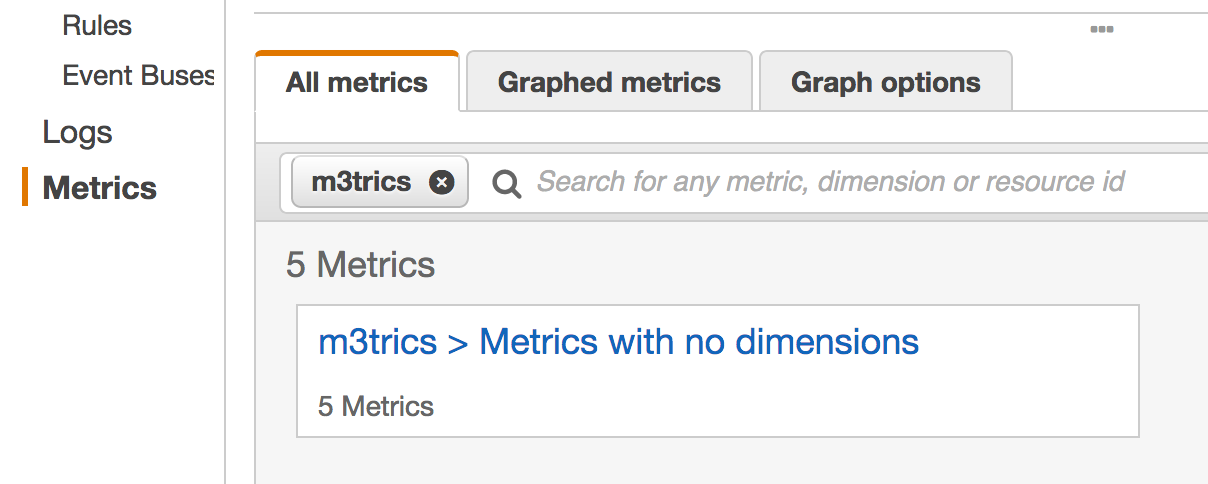 Rules
Event Buses
Logs
Metrics
All metrics
Graphed metrics
Graph options
m3trics
Search for any metric, dimension or resource id
5 Metrics
m3trics > Metrics with no dimensions
5 Metrics